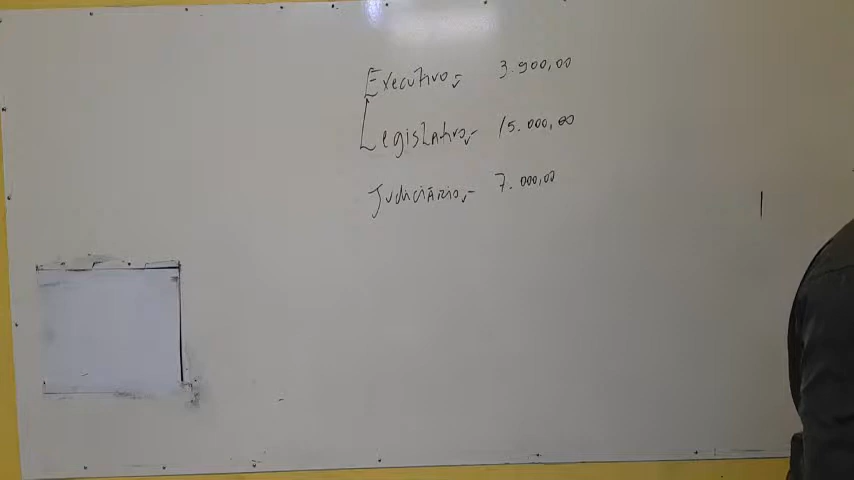 Executivo,- 3.900,00
Legislativo,- 15.000,00
Judiciário,- 7.000,00